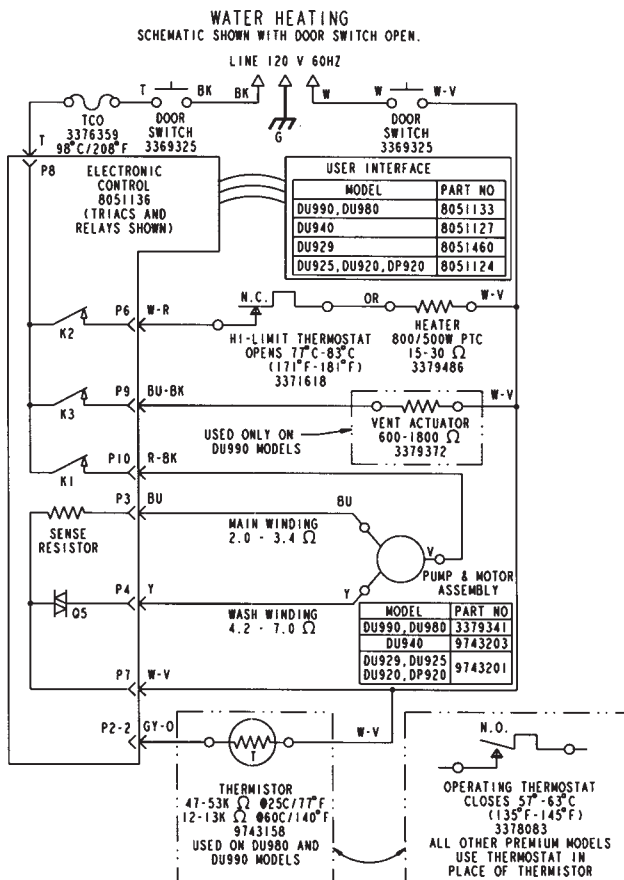 WATER HEATING
SCHEMATIC SHOWN WITH DOOR SWITCH OPEN.
LINE 120 V 60HZ
T BK BK W W W-V
TCO
3376359
98°C/208°F
DOOR
SWITCH
3369325
G
DOOR
SWITCH
3369325
T
P8
ELECTRONIC
CONTROL
8051136
(TRIACS AND
RELAYS SHOWN)
USER INTERFACE
MODEL PART NO
DU990,DU980 8051133
DU940 8051127
DU929 8051460
DU925,DU920,DP920 8051124
K2
P6 W-R
N.C.
OR
W-V
HI-LIMIT THERMOSTAT
OPENS 77°C-83°C
(171°F-181°F)
3371618
HEATER
800/500W PTC
15-30 Ω
3379486
K3
P9 BU-BK
W-V
USED ONLY ON
DU990 MODELS
VENT ACTUATOR
600-1800 Ω
3379372
K1
P10 R-BK
P3 BU
BU
SENSE
RESISTOR
MAIN WINDING
2.0 - 3.4 Ω
V
PUMP & MOTOR
ASSEMBLY
Q5
P4 Y
Y
WASH WINDING
4.2 - 7.0 Ω
MODEL PART NO
DU990,DU980 3379341
DU940 9743203
DU929,DU925
DU920,DP920 9743201
P7 W-V
P2-2 GY-O
W-V
T
THERMISTOR
47-53K Ω @25C/77°F
12-13K Ω @60C/140°F
9743158
USED ON DU980 AND
DU990 MODELS
N.O.
OPERATING THERMOSTAT
CLOSES 57°-63°C
(135°F-145°F)
3378083
ALL OTHER PREMIUM MODELS
USE THERMOSTAT IN
PLACE OF THERMISTOR